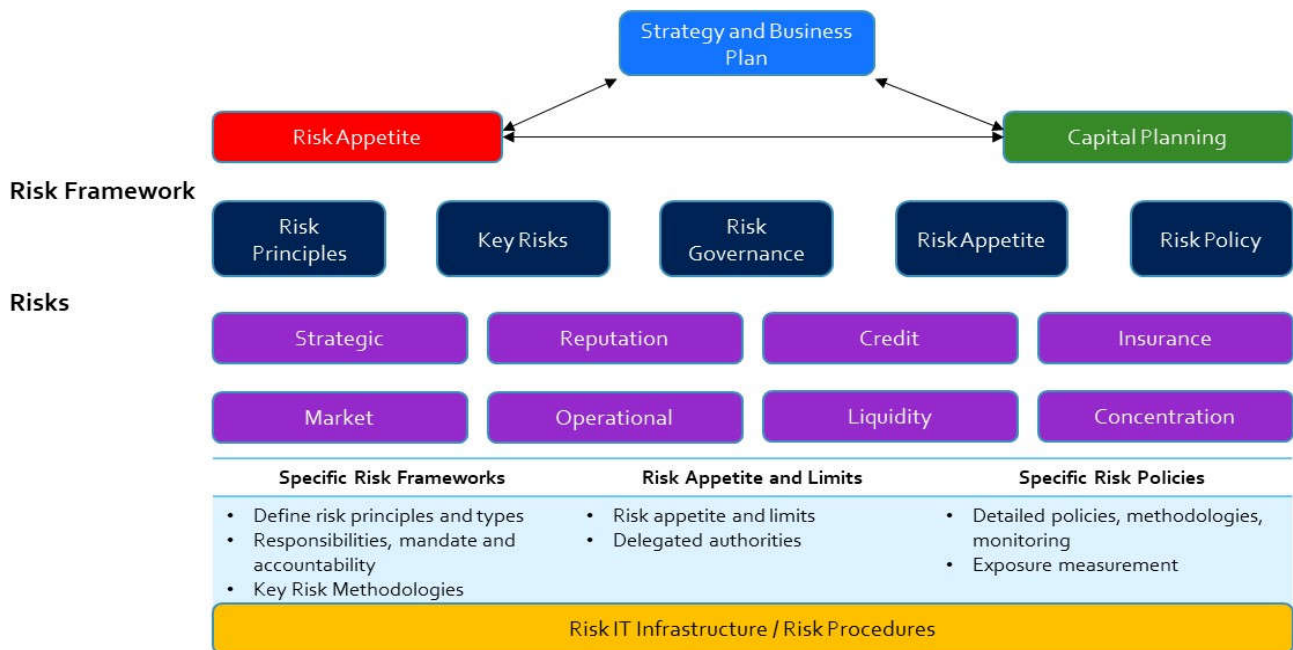 Strategy and Business
Plan
Risk Appetite
Capital Planning
Risk Framework
Risk
Principles
Key Risks
Risk
Governance
Risk Appetite
Risk Policy
Risks
Strategic
Reputation
Credit
Insurance
Market
Operational
Liquidity
Concentration
Specific Risk Frameworks
Risk Appetite and Limits
Specific Risk Policies
• Define risk principles and types
• Responsibilities, mandate and
accountability
• Key Risk Methodologies
• Risk appetite and limits
• Delegated authorities
• Detailed policies, methodologies,
monitoring
• Exposure measurement
Risk IT Infrastructure / Risk Procedures